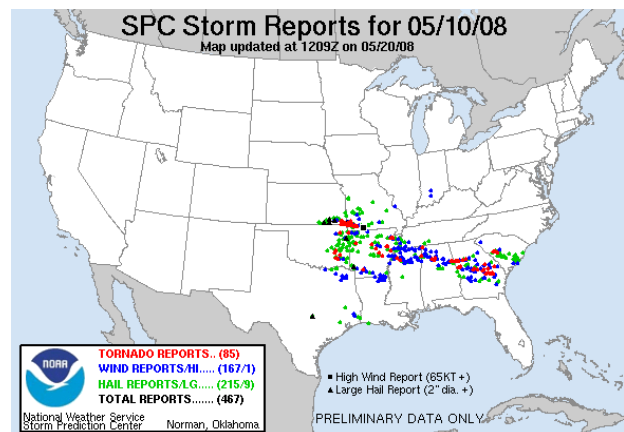 SPC Storm Reports for 05/10/08
Map updated at 1209Z on 05/20/08
TORNADO REPORTS.. (85)
WIND REPORTS/HI..... (167/1)
HAIL REPORTS/LG..... (215/9)
TOTAL REPORTS....... (467)
NOAA
National Weather Service
Storm Prediction Center Norman, Oklahoma
High Wind Report (65KT +)
Large Hail Report (2" dia. +)
PRELIMINARY DATA ONLY